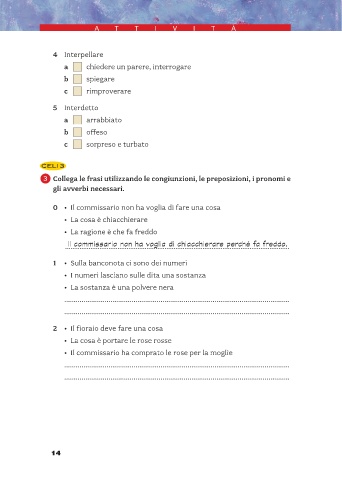 ATTIVITÀ
4 Interpellare
a chiedere un parere, interrogare
b spiegare
c rimproverare
5 Interdetto
a arrabbiato
b offeso
c sorpreso e turbato
CELI 3
3 Collega le frasi utilizzando le congiunzioni, le preposizioni, i pronomi e
gli avverbi necessari.
0 • Il commissario non ha voglia di fare una cosa
• La cosa è chiacchierare
• La ragione è che fa freddo
Il commissario non ha voglia di chiacchierare perché fa freddo.
1 • Sulla banconota ci sono dei numeri
• I numeri lasciano sulle dita una sostanza
• La sostanza è una polvere nera
2 • Il fioraio deve fare una cosa
• La cosa è portare le rose rosse
• Il commissario ha comprato le rose per la moglie
14